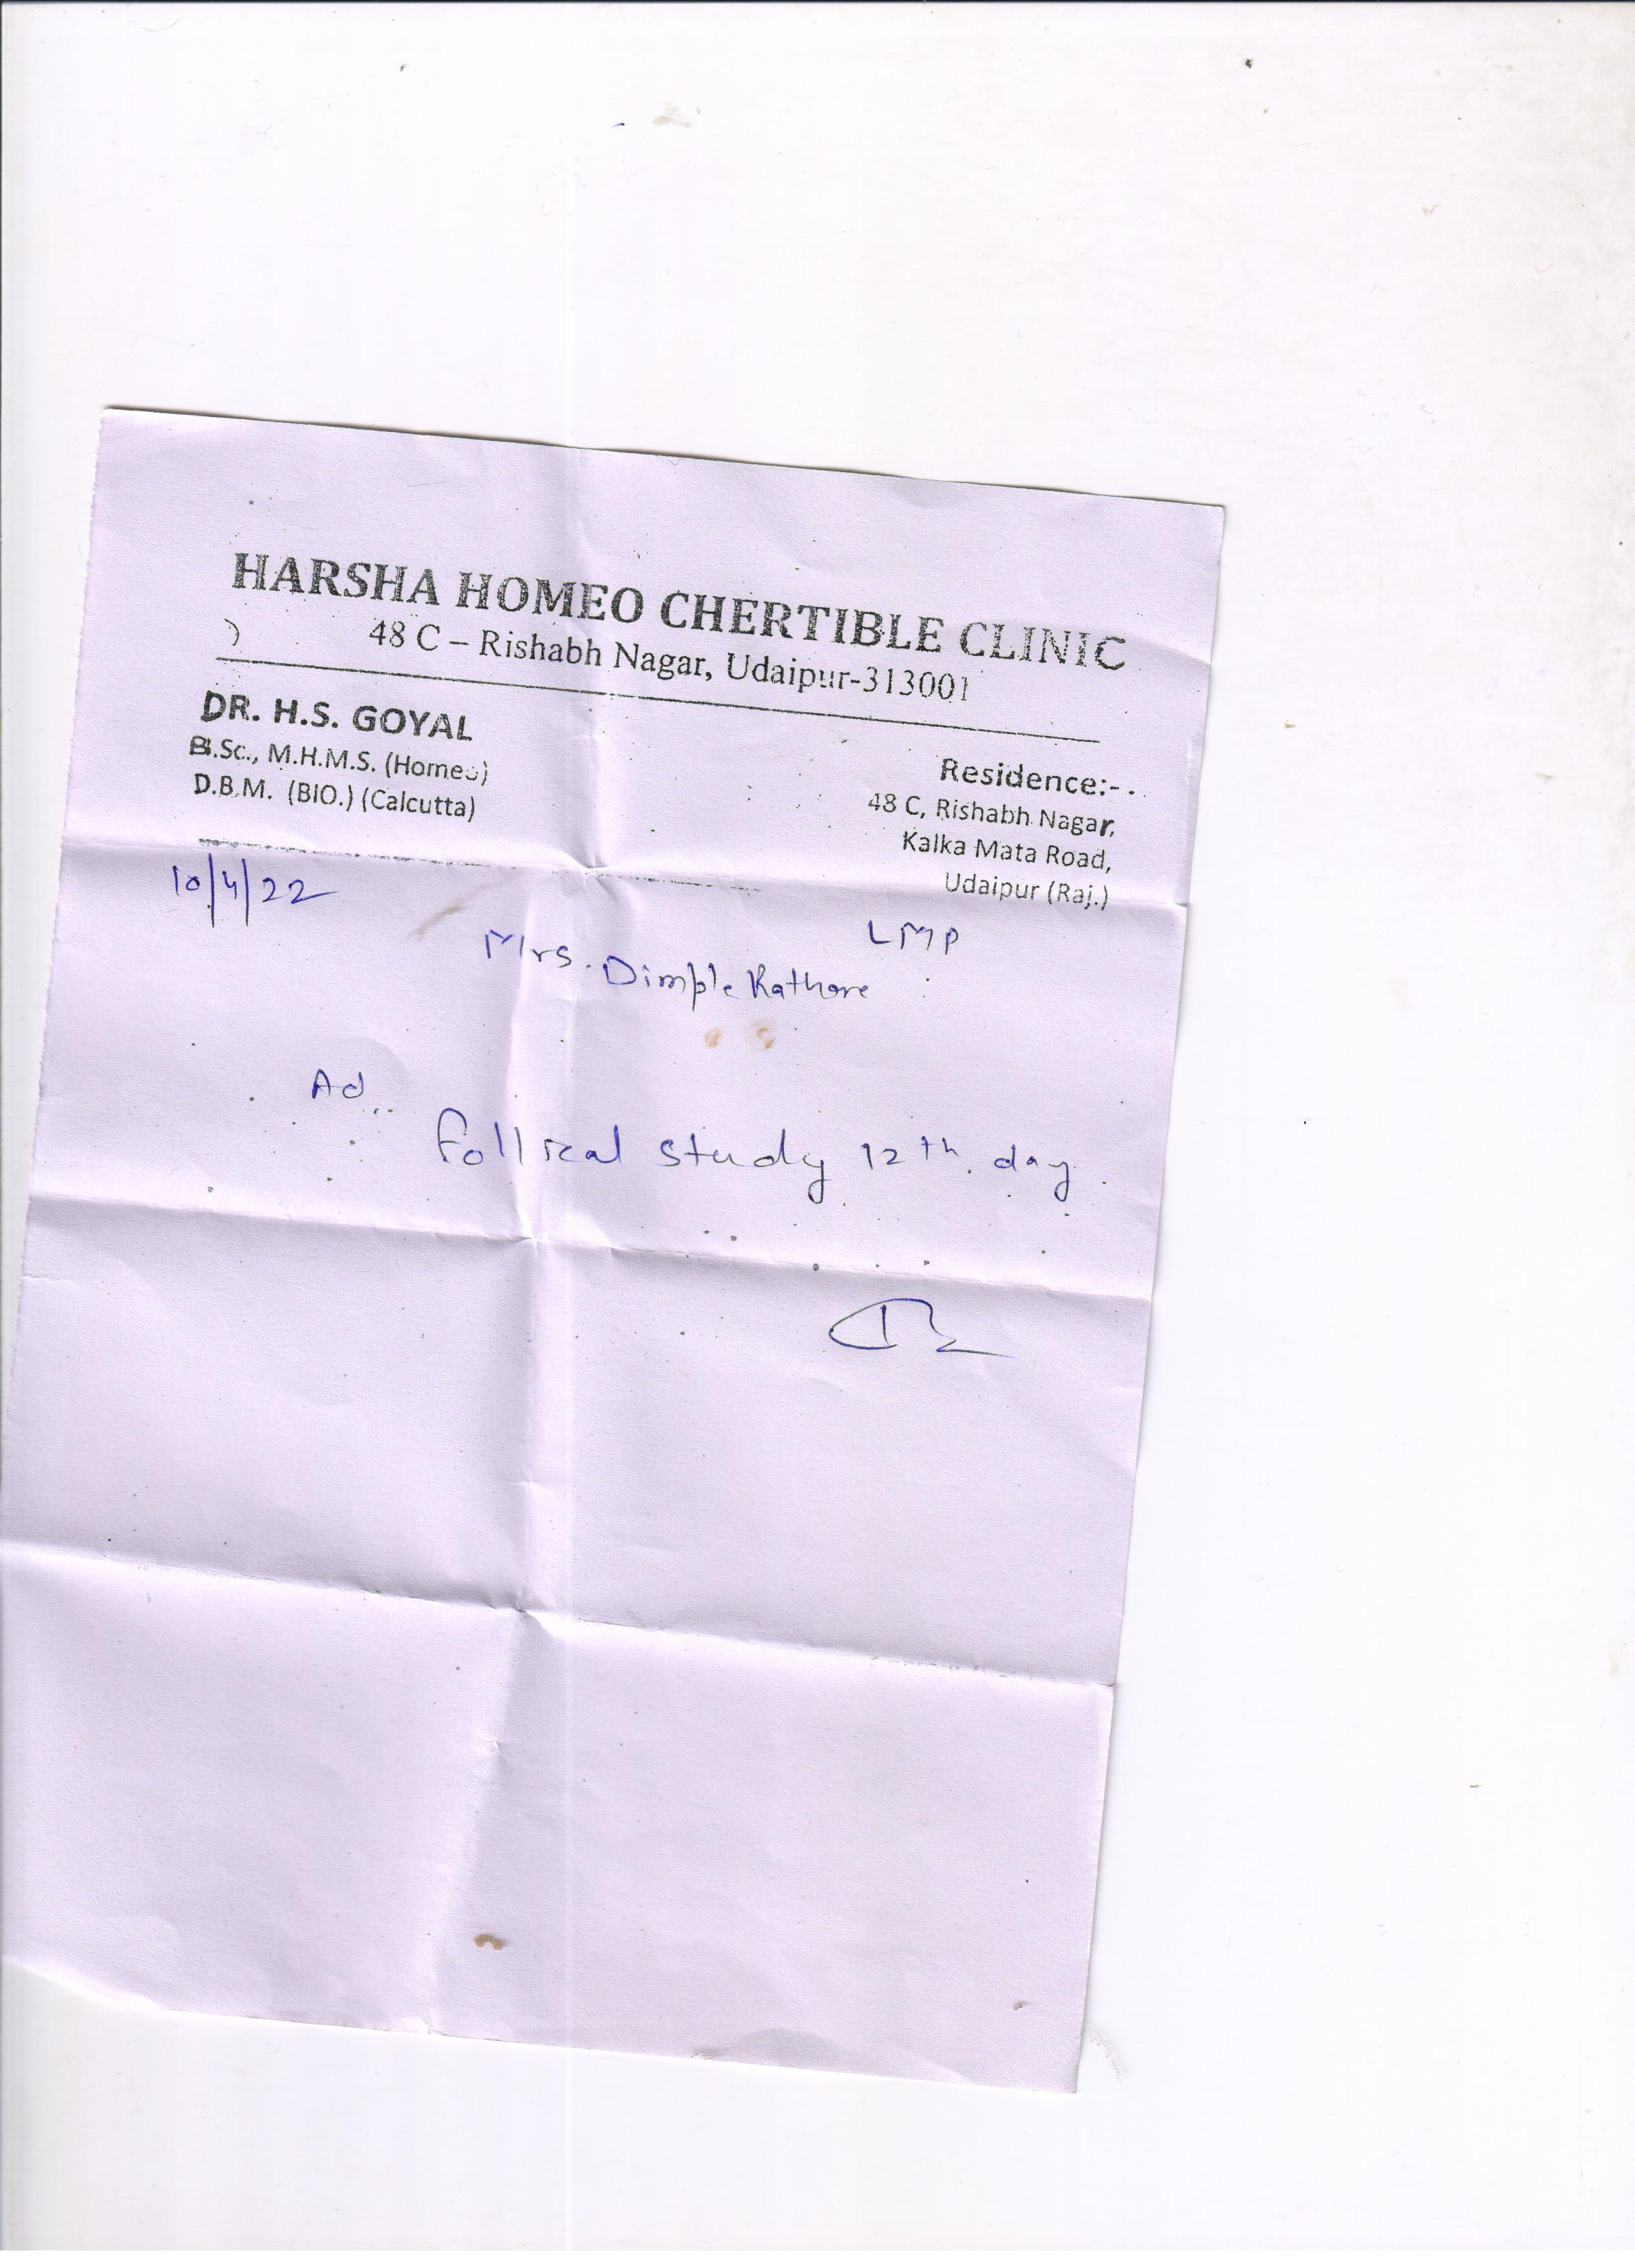 HARSHA HOMEO CHERTIBLE CLINIC
48 C – Rishabh Nagar, Udaipur-313001
DR. H.S. GOYAL
B.Sc., M.H.M.S. (Homeo)
D.B.M. (BIO.) (Calcutta)
Residence:-
48 C, Rishabh Nagar,
Kalka Mata Road,
Udaipur (Raj.)
10/4/22
LMP
Mrs. Dimple Rathore
Ad
follical study 12th day